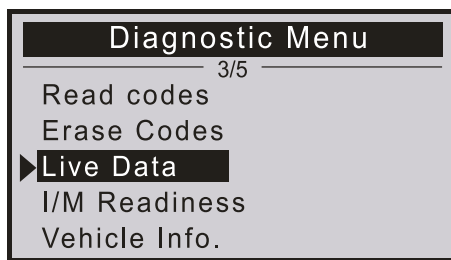 Diagnostic Menu
3/5
Read codes
Erase Codes
Live Data
I/M Readiness
Vehicle Info.